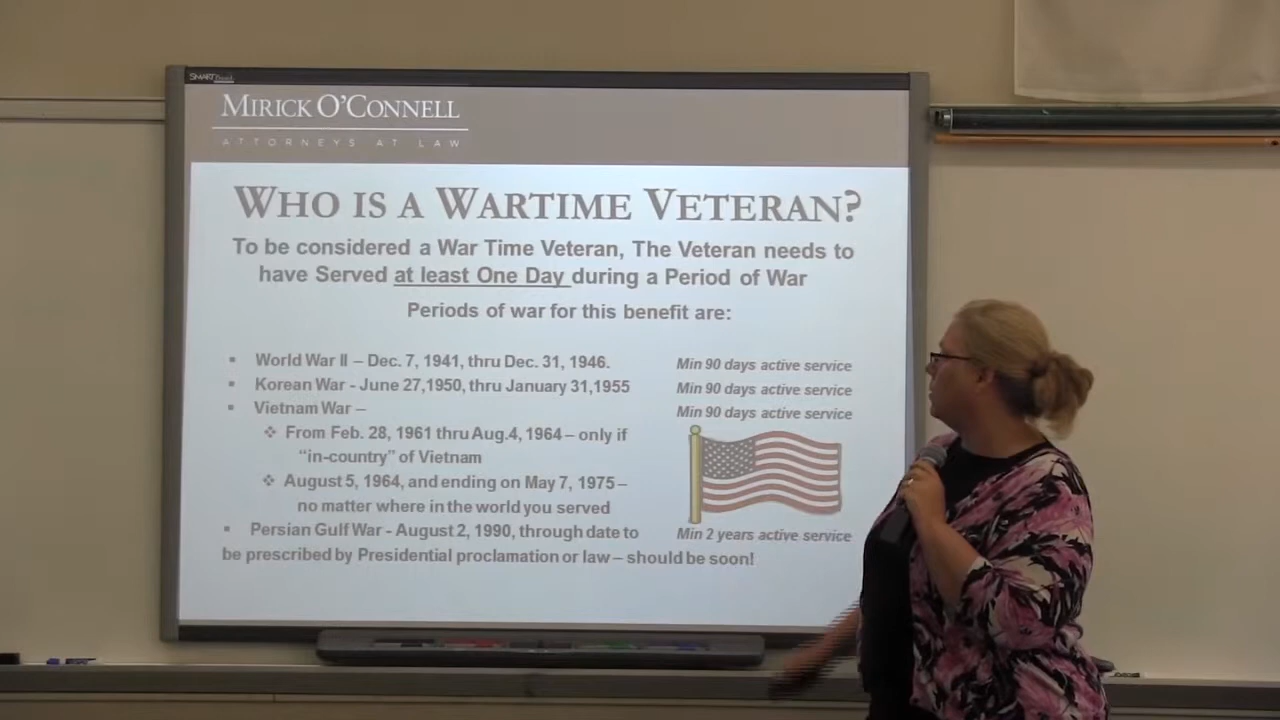 SMART Board
MIRICK O'CONNELL
ATTORNEYS AT LAW
WHO IS A WARTIME VETERAN?
To be considered a War Time Veteran, The Veteran needs to
have Served at least One Day during a Period of War
Periods of war for this benefit are:
▪ World War II – Dec. 7, 1941, thru Dec. 31, 1946. Min 90 days active service
▪ Korean War - June 27,1950, thru January 31,1955 Min 90 days active service
▪ Vietnam War – Min 90 days active service
❖ From Feb. 28, 1961 thru Aug.4, 1964 – only if
"in-country" of Vietnam
❖ August 5, 1964, and ending on May 7, 1975 –
no matter where in the world you served
▪ Persian Gulf War - August 2, 1990, through date to Min 2 years active service
be prescribed by Presidential proclamation or law – should be soon!